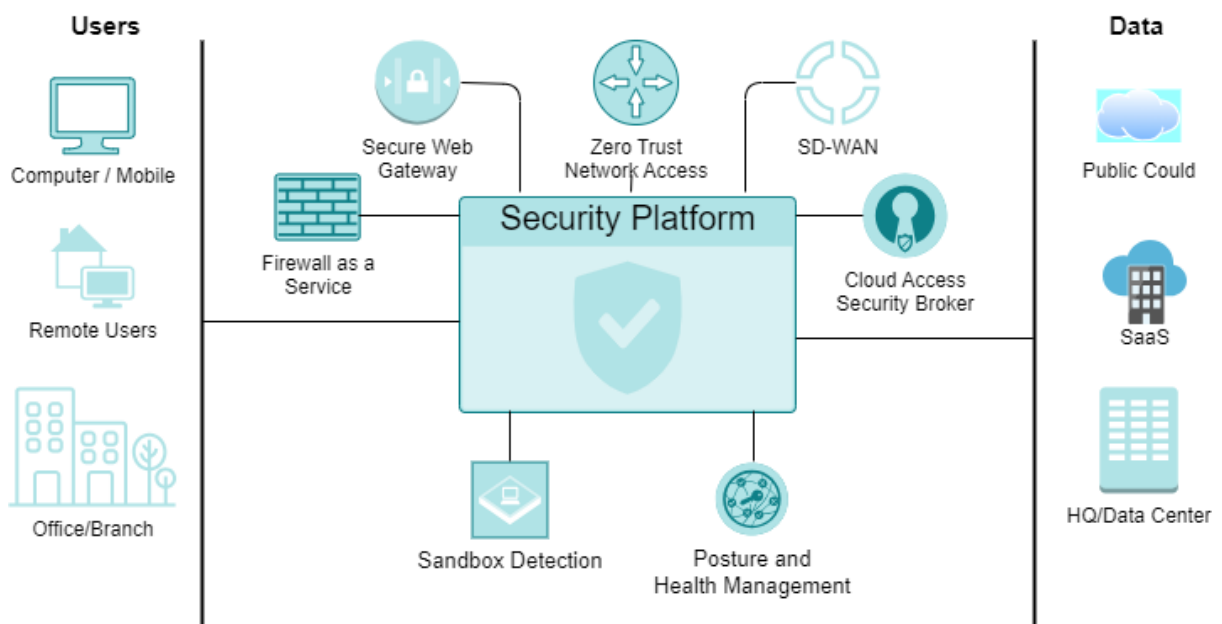 Users
Data
Computer / Mobile
Remote Users
Office/Branch
Secure Web
Gateway
Zero Trust
Network Access
SD-WAN
Firewall as a
Service
Security Platform
Cloud Access
Security Broker
Sandbox Detection
Posture and
Health Management
Public Could
SaaS
HQ/Data Center